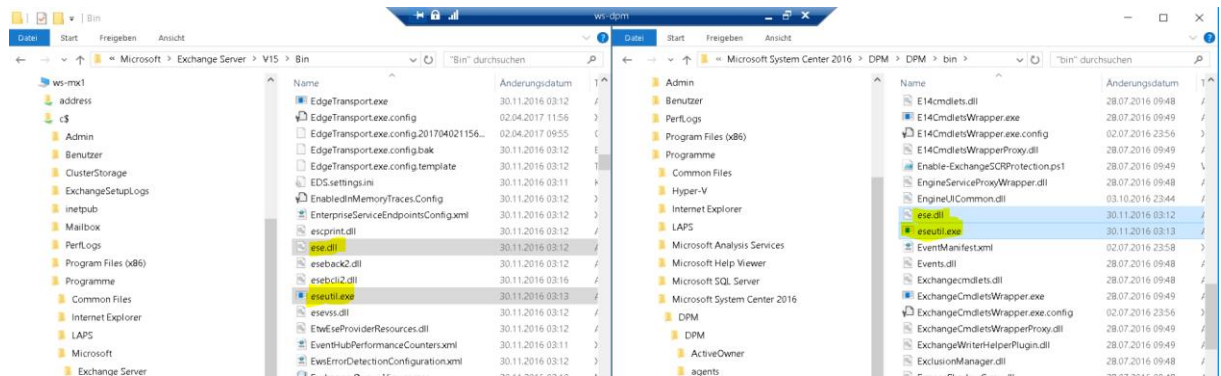 Bin
ws-dpm
Datei Start Freigeben Ansicht
Datei Start Freigeben Ansicht
« Microsoft > Exchange Server > V15 > Bin
"Bin" durchsuchen
« Microsoft System Center 2016 > DPM > DPM > bin >
"bin" durchsuchen
ws-mx1
address
c$
Admin
Benutzer
ClusterStorage
ExchangeSetupLogs
inetpub
Mailbox
PerfLogs
Program Files (x86)
Programme
Common Files
Internet Explorer
LAPS
Microsoft
Exchange Server
Name Änderungsdatum T
EdgeTransport.exe 30.11.2016 03:12
EdgeTransport.exe.config 02.04.2017 11:56
EdgeTransport.exe.config.201704021156... 02.04.2017 09:55
EdgeTransport.exe.config.bak 30.11.2016 03:12
EdgeTransport.exe.config.template 30.11.2016 03:12
EDS.settings.ini 30.11.2016 03:11
EnabledInMemoryTraces.Config 30.11.2016 03:12
EnterpriseServiceEndpointsConfig.xml 30.11.2016 03:12
escprint.dll 30.11.2016 03:12
ese.dll 30.11.2016 03:12
eseback2.dll 30.11.2016 03:12
esebcli2.dll 30.11.2016 03:16
eseutil.exe 30.11.2016 03:13
esevss.dll 30.11.2016 03:12
EtwEseProviderResources.dll 30.11.2016 03:12
EventHubPerformanceCounters.xml 30.11.2016 03:11
EwsErrorDetectionConfiguration.xml 30.11.2016 03:12
Admin
Benutzer
PerfLogs
Program Files (x86)
Programme
Common Files
Hyper-V
Internet Explorer
LAPS
Microsoft Analysis Services
Microsoft Help Viewer
Microsoft SQL Server
Microsoft System Center 2016
DPM
DPM
ActiveOwner
agents
Name Änderungsdatum T
E14cmdlets.dll 28.07.2016 09:48
E14CmdletsWrapper.exe 28.07.2016 09:49
E14CmdletsWrapper.exe.config 02.02.2016 23:56
E14CmdletsWrapperProxy.dll 28.07.2016 09:49
Enable-ExchangeSCRProtection.ps1 28.07.2016 09:49
EngineServiceProxyWrapper.dll 28.07.2016 09:48
EngineUICommon.dll 03.10.2016 23:44
ese.dll 30.11.2016 03:12
eseutil.exe 30.11.2016 03:13
EventManifest.xml 02.07.2016 23:58
Events.dll 28.07.2016 09:48
Exchangecmdlets.dll 28.07.2016 09:48
ExchangeCmdletsWrapper.exe 28.07.2016 09:49
ExchangeCmdletsWrapper.exe.config 02.07.2016 23:56
ExchangeCmdletsWrapperProxy.dll 28.07.2016 09:49
ExchangeWriterHelperPlugin.dll 28.07.2016 09:49
ExclusionManager.dll 28.07.2016 09:48